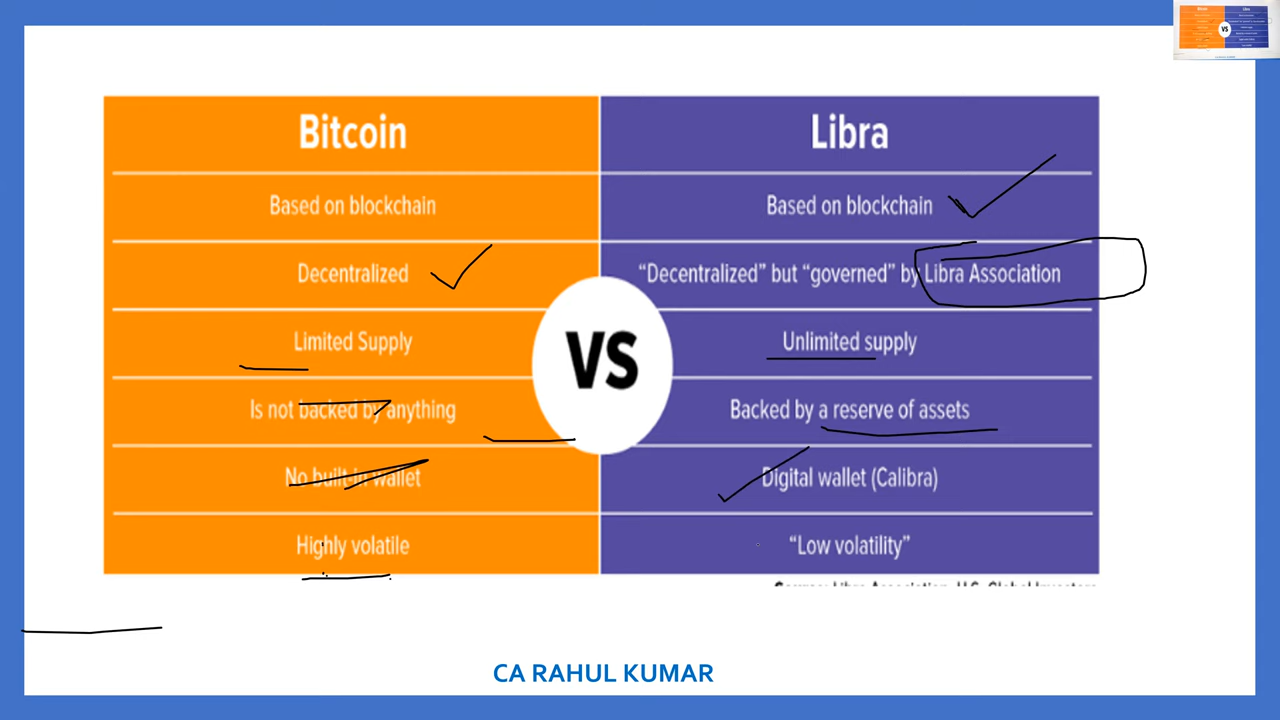 Bitcoin
Libra
Based on blockchain
Based on blockchain
Decentralized
“Decentralized” but “governed” by Libra Association
Limited Supply
Unlimited supply
VS
Is not backed by anything
Backed by a reserve of assets
No built-in wallet
Digital wallet (Calibra)
Highly volatile
“Low volatility”
CA RAHUL KUMAR